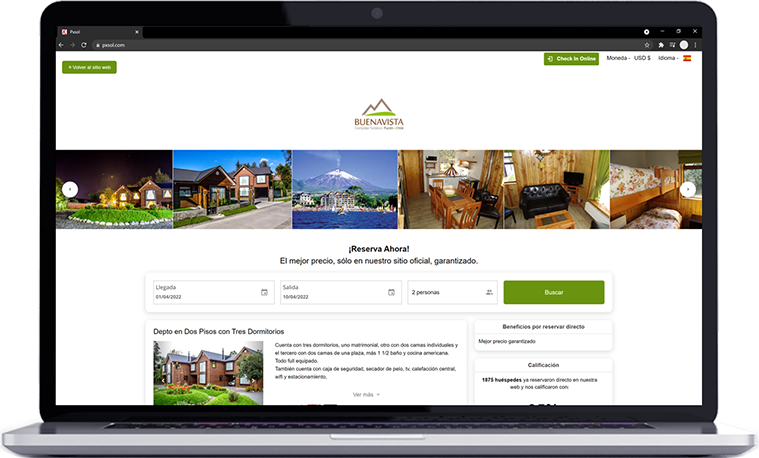 Pxsol
pxsol.com
Volver al sitio web
Check In Online
Moneda - USD $
Idioma -
BUENAVISTA
Complejo Turístico Pucón - Chile
¡Reserva Ahora!
El mejor precio, sólo en nuestro sitio oficial, garantizado.
Llegada
01/04/2022
Salida
10/04/2022
2 personas
Buscar
Depto en Dos Pisos con Tres Dormitorios
Cuenta con tres dormitorios, uno matrimonial, otro con dos camas individuales y
el tercero con dos camas de una plaza, más 1 1/2 baño y cocina americana.
Todo full equipado.
También cuenta con caja de seguridad, secador de pelo, tv, calefacción central,
wifi y estacionamiento,
Ver más
Beneficios por reservar directo
Mejor precio garantizado
Calificación
1875 huéspedes ya reservaron directo en nuestra
web y nos calificaron con: